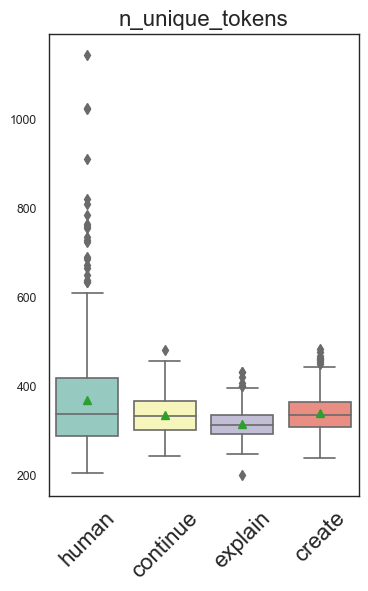 n_unique_tokens
1000
800
600
400
200
human
continue
explain
create